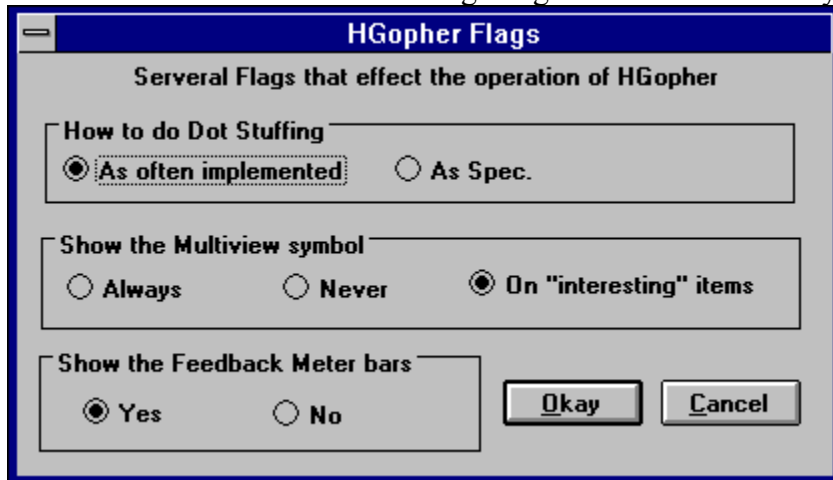 HGopher Flags
Serveral Flags that effect the operation of HGopher
How to do Dot Stuffing
As often implemented As Spec.
Show the Multiview symbol
Always Never On "interesting" items
Show the Feedback Meter bars
Yes No Okay Cancel